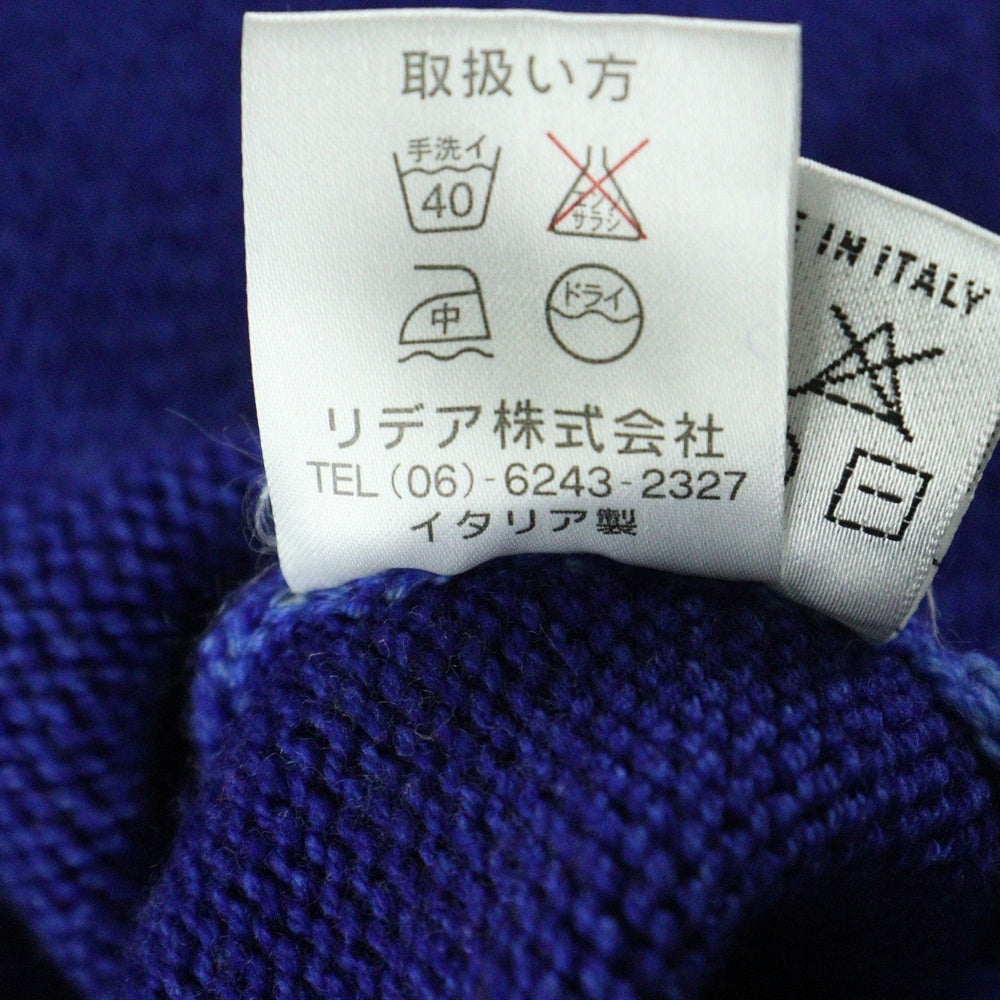 取扱い方
手洗イ
40
エンソ
サラシ
中
ドライ
リデア株式会社
TEL(06)-6243-2327
イタリア製
IN ITALY